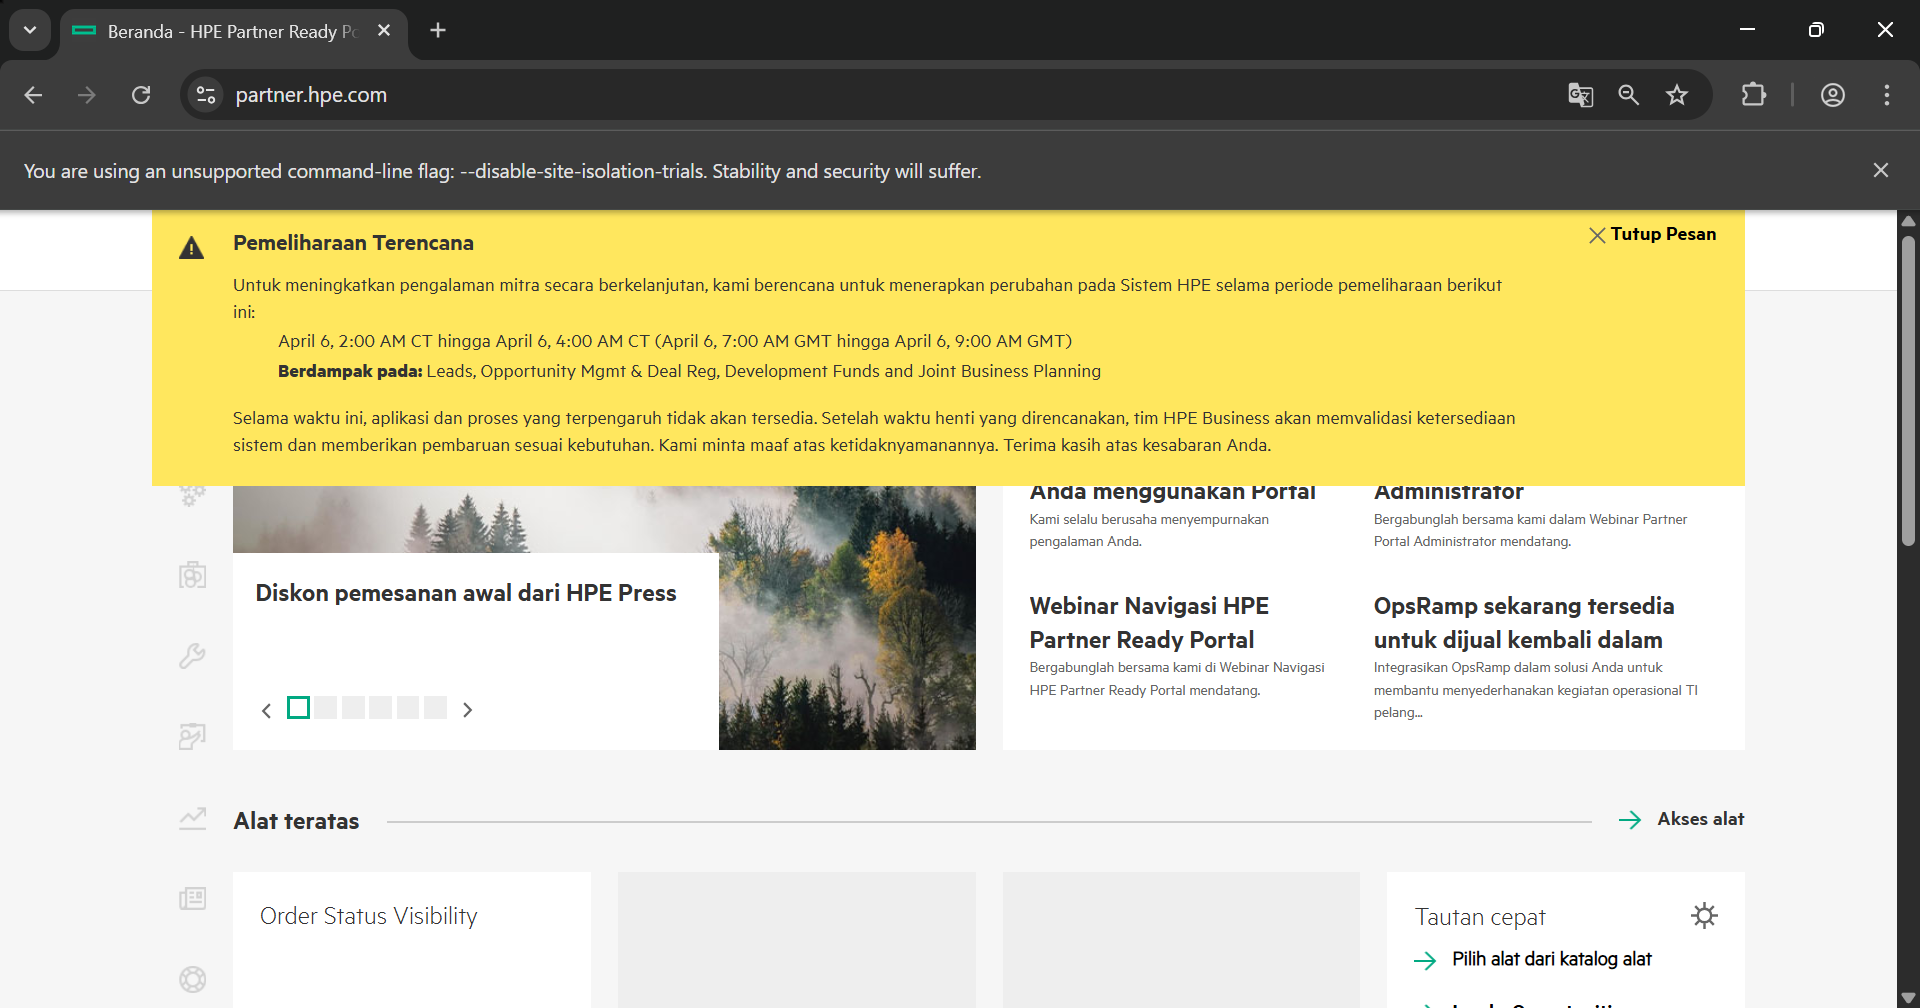 Beranda - HPE Partner Ready Po
partner.hpe.com
You are using an unsupported command-line flag: --disable-site-isolation-trials. Stability and security will suffer.
Pemeliharaan Terencana
Tutup Pesan
Untuk meningkatkan pengalaman mitra secara berkelanjutan, kami berencana untuk menerapkan perubahan pada Sistem HPE selama periode pemeliharaan berikut
ini:
April 6, 2:00 AM CT hingga April 6, 4:00 AM CT (April 6, 7:00 AM GMT hingga April 6, 9:00 AM GMT)
Berdampak pada: Leads, Opportunity Mgmt & Deal Reg, Development Funds and Joint Business Planning
Selama waktu ini, aplikasi dan proses yang terpengaruh tidak akan tersedia. Setelah waktu henti yang direncanakan, tim HPE Business akan memvalidasi ketersediaan
sistem dan memberikan pembaruan sesuai kebutuhan. Kami minta maaf atas ketidaknyamanannya. Terima kasih atas kesabaran Anda.
Diskon pemesanan awal dari HPE Press
Anda menggunakan Portal
Kami selalu berusaha menyempurnakan
pengalaman Anda.
Administrator
Bergabunglah bersama kami dalam Webinar Partner
Portal Administrator mendatang.
Webinar Navigasi HPE
Partner Ready Portal
Bergabunglah bersama kami di Webinar Navigasi
HPE Partner Ready Portal mendatang.
OpsRamp sekarang tersedia
untuk dijual kembali dalam
Integrasikan OpsRamp dalam solusi Anda untuk
membantu menyederhanakan kegiatan operasional TI
pelang...
Alat teratas
Akses alat
Order Status Visibility
Tautan cepat
Pilih alat dari katalog alat